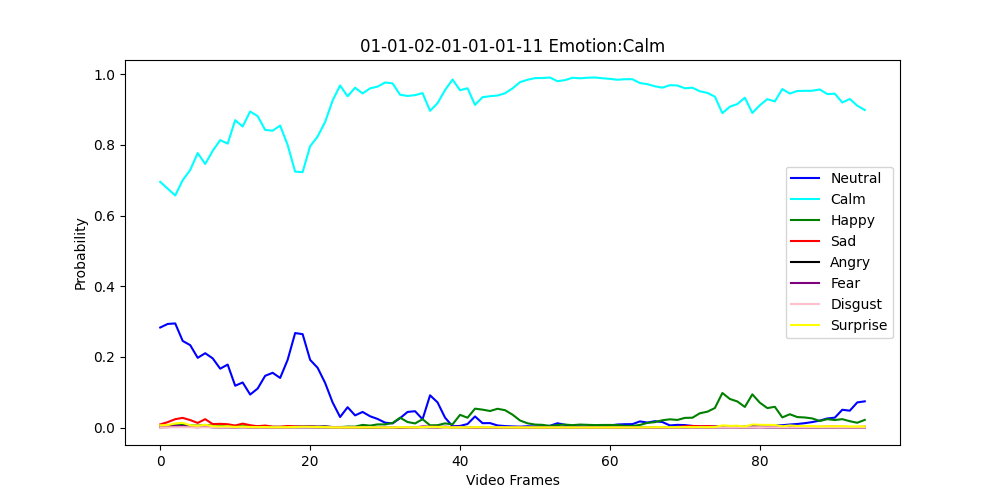 01-01-02-01-01-01-11 Emotion:Calm
1.0
0.8
0.6
0.4
0.2
0.0
Probability
0 20 40 60 80
Video Frames
Neutral
Calm
Happy
Sad
Angry
Fear
Disgust
Surprise